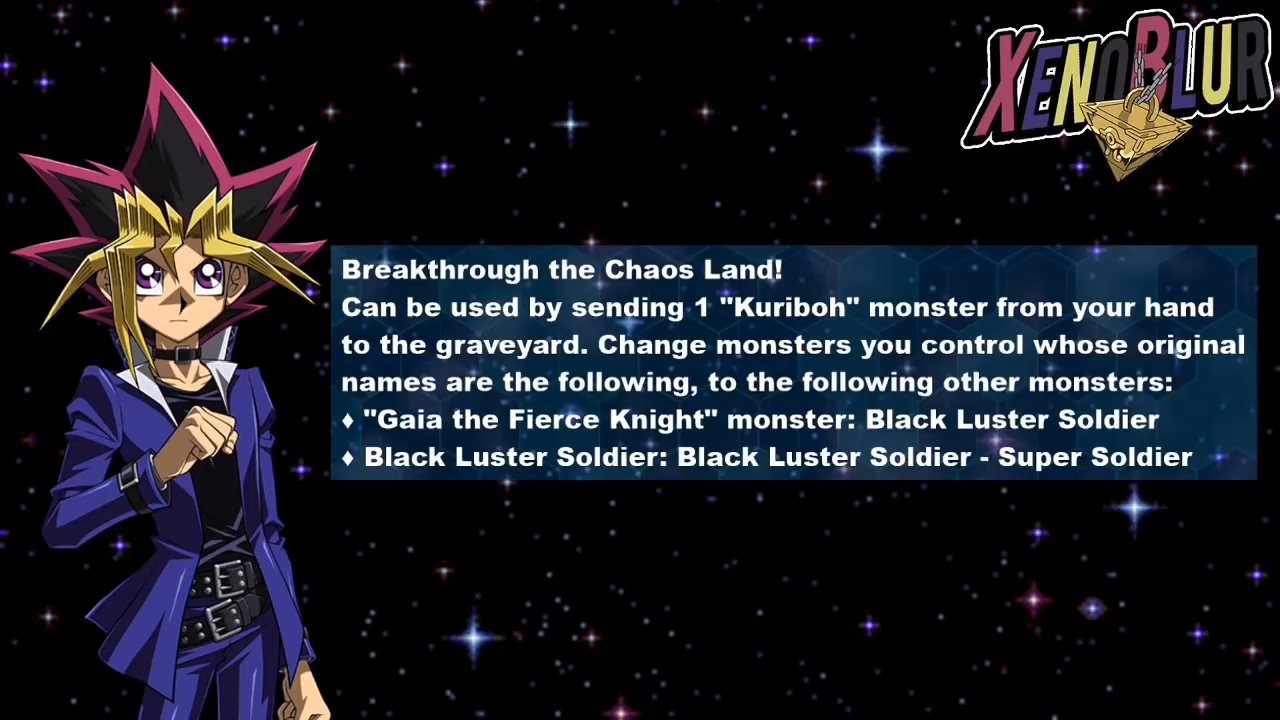 XENOBLUR
Breakthrough the Chaos Land!
Can be used by sending 1 "Kuriboh" monster from your hand
to the graveyard. Change monsters you control whose original
names are the following, to the following other monsters:
♦ "Gaia the Fierce Knight" monster: Black Luster Soldier
♦ Black Luster Soldier: Black Luster Soldier - Super Soldier